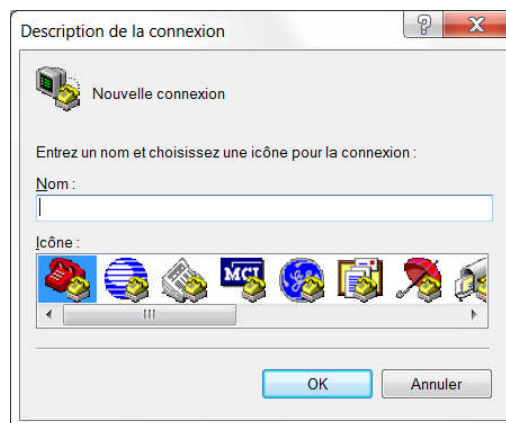 Description de la connexion
Nouvelle connexion
Entrez un nom et choisissez une icône pour la connexion :
Nom :
Icône :
MCI
OK
Annuler